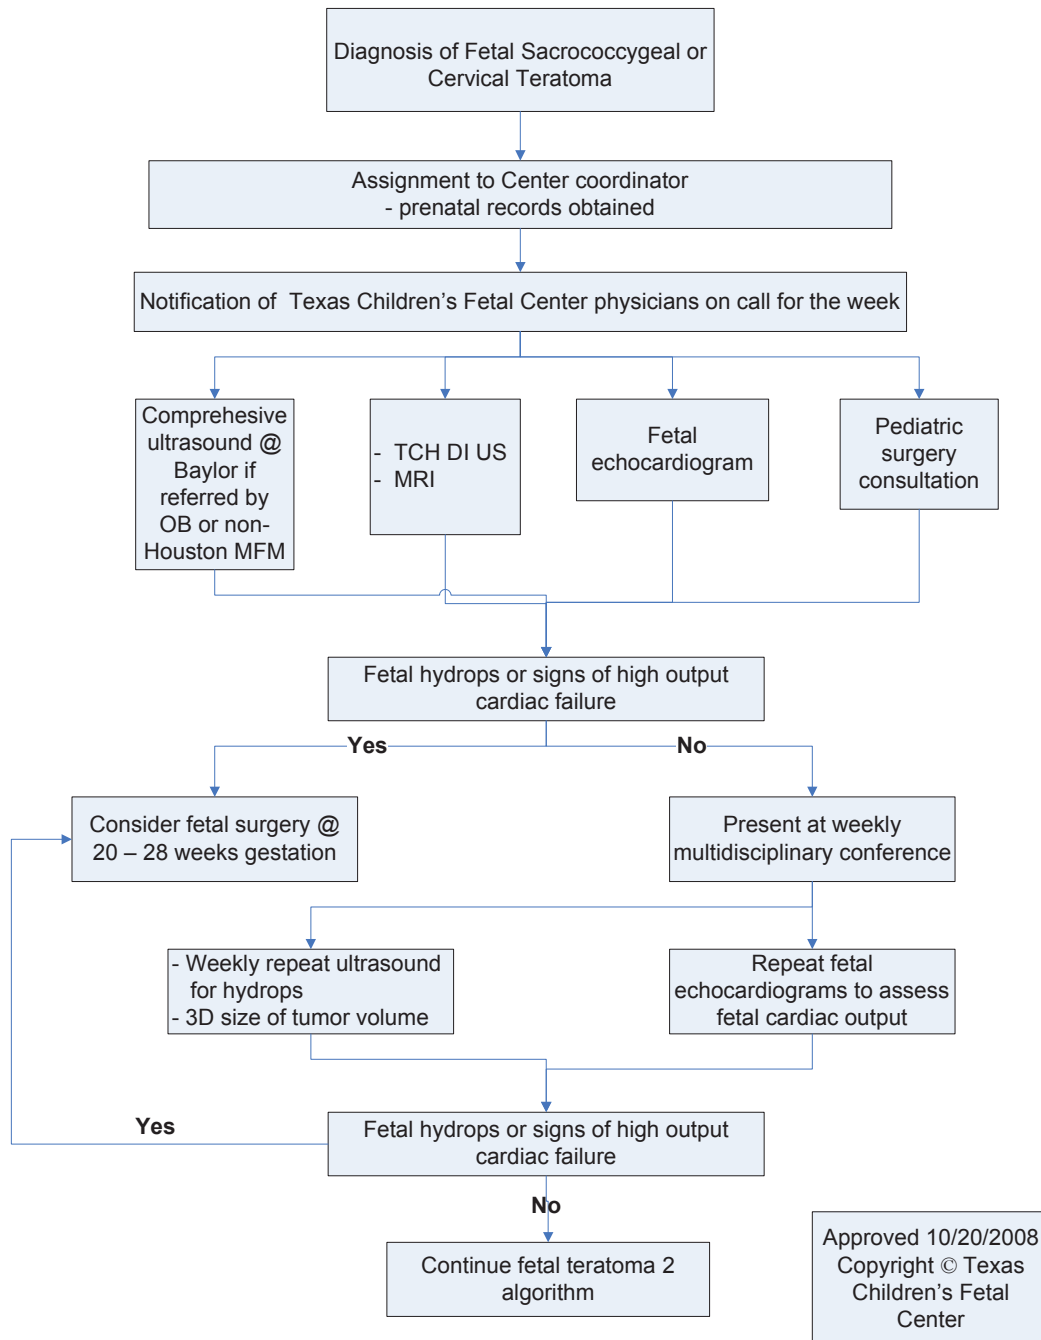 Diagnosis of Fetal Sacrococcygeal or
Cervical Teratoma
Assignment to Center coordinator
- prenatal records obtained
Notification of  Texas Children's Fetal Center physicians on call for the week
Comprehesive
ultrasound @
Baylor if
referred by
OB or non-
Houston MFM
- TCH DI US
- MRI
Fetal
echocardiogram
Pediatric
surgery
consultation
Fetal hydrops or signs of high output
cardiac failure
Yes
No
Consider fetal surgery @
20 – 28 weeks gestation
Present at weekly
multidisciplinary conference
- Weekly repeat ultrasound
for hydrops
- 3D size of tumor volume
Repeat fetal
echocardiograms to assess
fetal cardiac output
Yes
Fetal hydrops or signs of high output
cardiac failure
No
Continue fetal teratoma 2
algorithm
Approved 10/20/2008
Copyright © Texas
Children's Fetal
Center